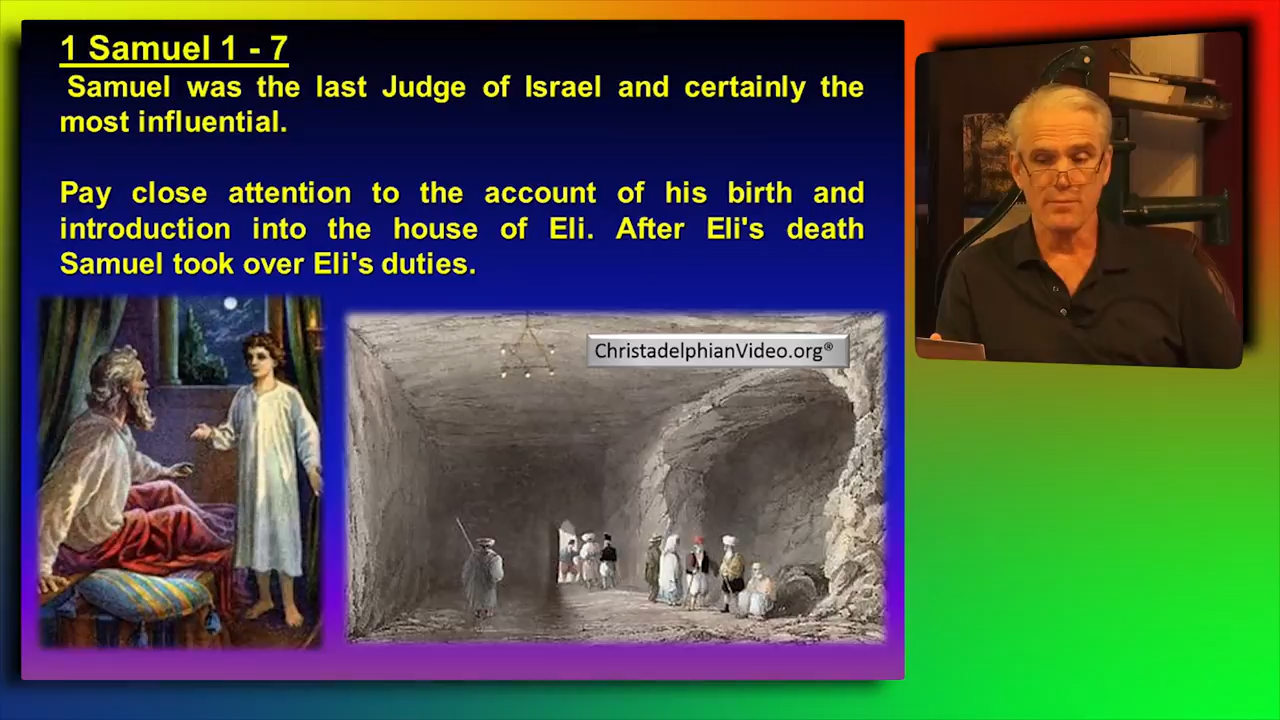 1 Samuel 1 - 7
Samuel was the last Judge of Israel and certainly the
most influential.
Pay close attention to the account of his birth and
introduction into the house of Eli. After Eli's death
Samuel took over Eli's duties.
ChristadelphianVideo.org®